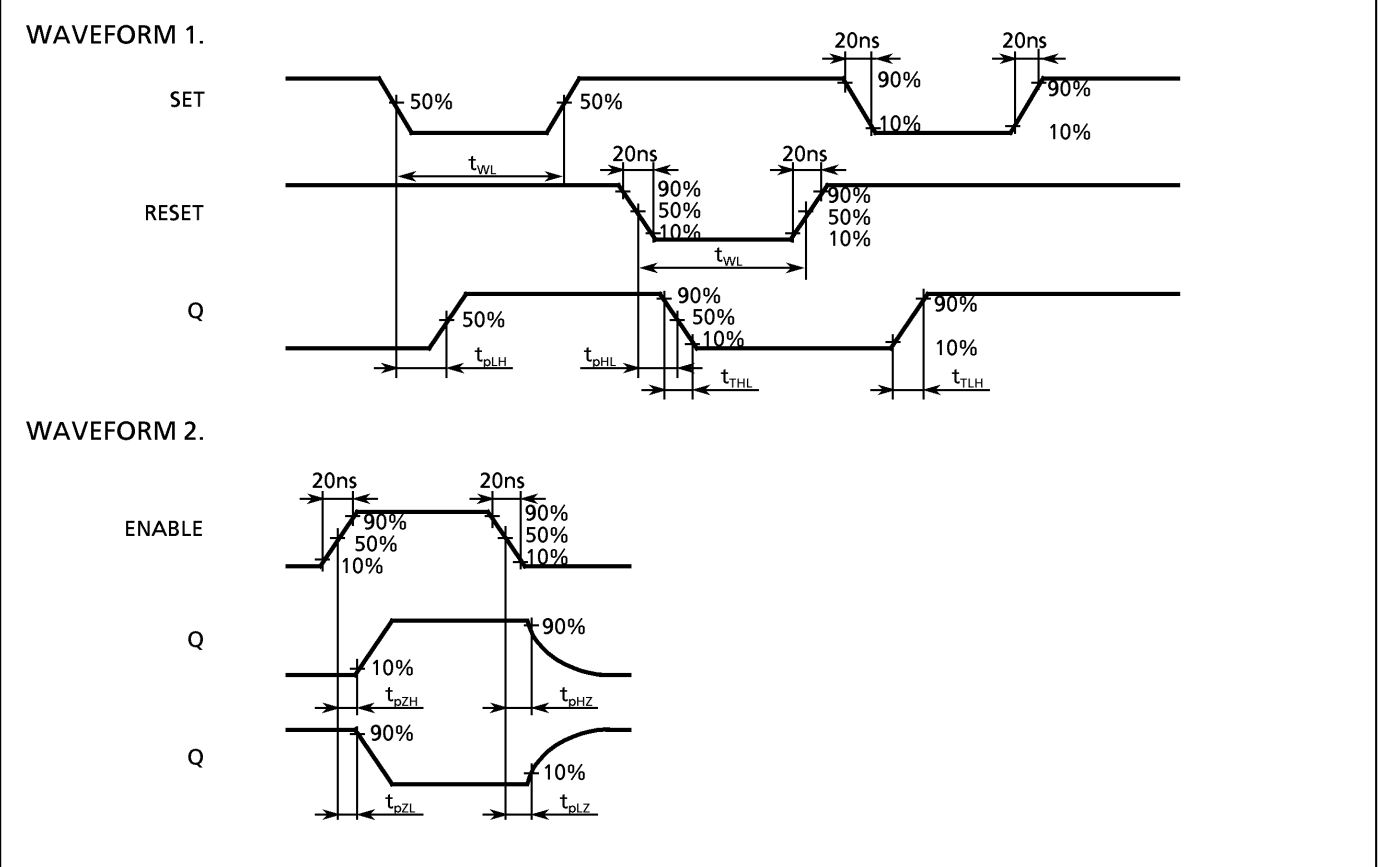 WAVEFORM 1.
20ns 20ns
SET 90% 90%
50% 50%
10% 10%
tWL 20ns 20ns
RESET 90% 90%
50% 50%
10% 10%
tWL
Q 90% 90%
50% 50%
10% 10%
tpLH tpHL tTHL tTLH
WAVEFORM 2.
20ns 20ns
ENABLE 90% 90%
50% 50%
10% 10%
Q 90%
10%
tpZH tpHZ
90%
Q 10%
tpZL tpLZ